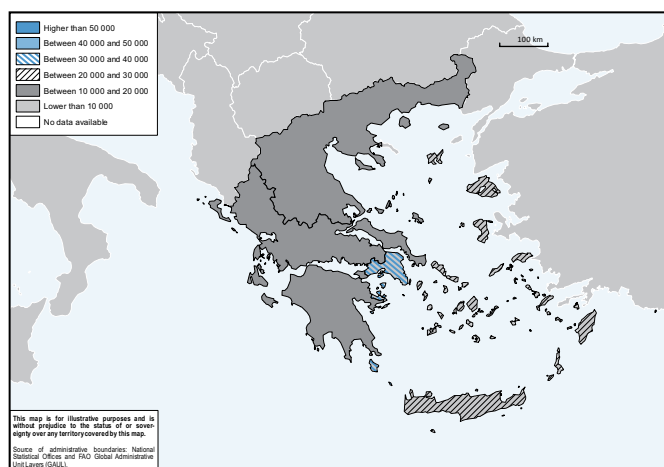 Higher than 50 000
Between 40 000 and 50 000
Between 30 000 and 40 000
Between 20 000 and 30 000
Between 10 000 and 20 000
Lower than 10 000
No data available
100 km
This map is for illustrative purposes and is
without prejudice to the status of or sover-
eignty over any territory covered by this map.
Source of administrative boundaries: National
Statistical Offices and FAO Global Administrative
Unit Layers (GAUL).